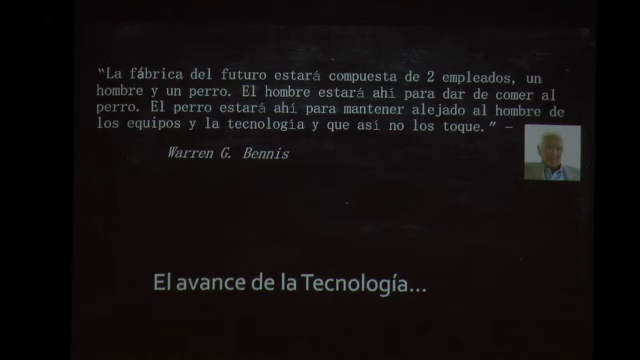 “La fábrica del futuro estará compuesta de 2 empleados, un
hombre y un perro. El hombre estará ahí para dar de comer al
perro. El perro estará ahí para mantener alejado al hombre de
los equipos y la tecnología y que así no los toque.” –
Warren G. Bennis
El avance de la Tecnología...